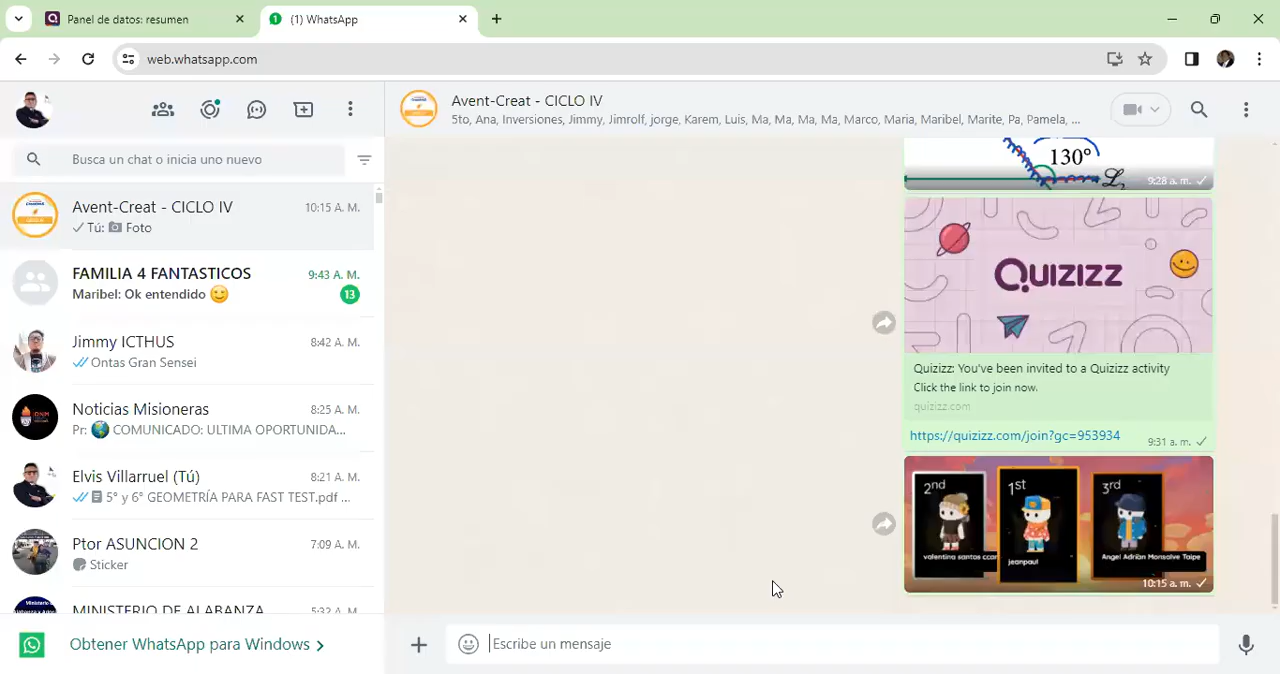 Panel de datos: resumen
(1) WhatsApp
web.whatsapp.com
Busca un chat o inicia uno nuevo
Avent-Creat - CICLO IV
10:15 A. M.
Tú: Foto
FAMILIA 4 FANTASTICOS
9:43 A. M.
Maribel: Ok entendido 😊
13
Jimmy ICTHUS
8:42 A. M.
Ontas Gran Sensei
Noticias Misioneras
8:25 A. M.
Pr: 🌎 COMUNICADO: ULTIMA OPORTUNIDA...
Elvis Villarruel (Tú)
8:21 A. M.
5° y 6° GEOMETRÍA PARA FAST TEST.pdf ...
Ptor ASUNCION 2
7:09 A. M.
Sticker
MINISTERIO DE ALABANZA
5:32 A. M.
Obtener WhatsApp para Windows
Avent-Creat - CICLO IV
5to, Ana, Inversiones, Jimmy, Jimrolf, jorge, Karem, Luis, Ma, Ma, Ma, Ma, Marco, Maria, Maribel, Marite, Pa, Pamela, ...
130°
9:28 a. m.
Quizizz
Quizizz: You've been invited to a Quizizz activity
Click the link to join now.
quizizz.com
https://quizizz.com/join?gc=953934
9:31 a. m.
2nd
1st
3rd
valentina santos ccar
jeanpaul
Angel Adrian Monsalve Taipe
10:15 a. m.
Escribe un mensaje